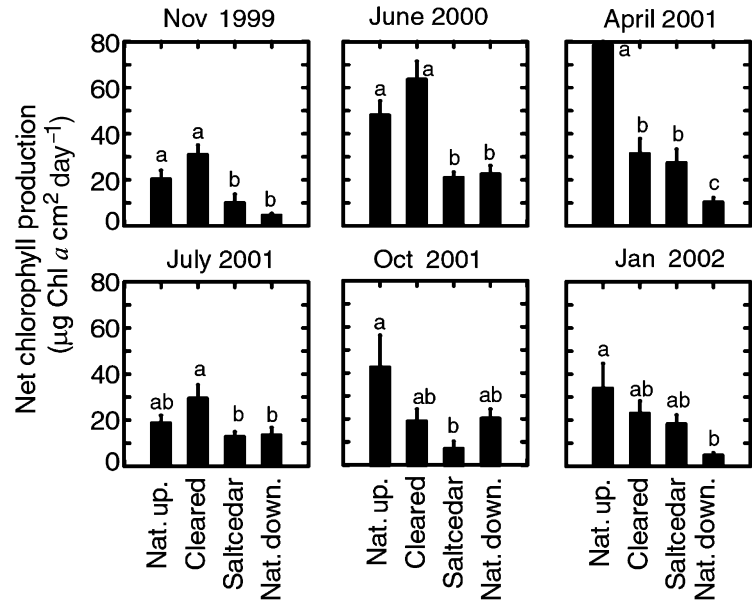 Nov 1999
June 2000
April 2001
Net chlorophyll production
(µg Chl a cm² day⁻¹)
80
60
40
20
0
a
a
b
b
a
a
b
b
a
b
b
c
July 2001
Oct 2001
Jan 2002
80
60
40
20
0
ab
a
b
b
a
ab
b
ab
a
ab
ab
b
Nat. up.
Cleared
Saltcedar
Nat. down.
Nat. up.
Cleared
Saltcedar
Nat. down.
Nat. up.
Cleared
Saltcedar
Nat. down.